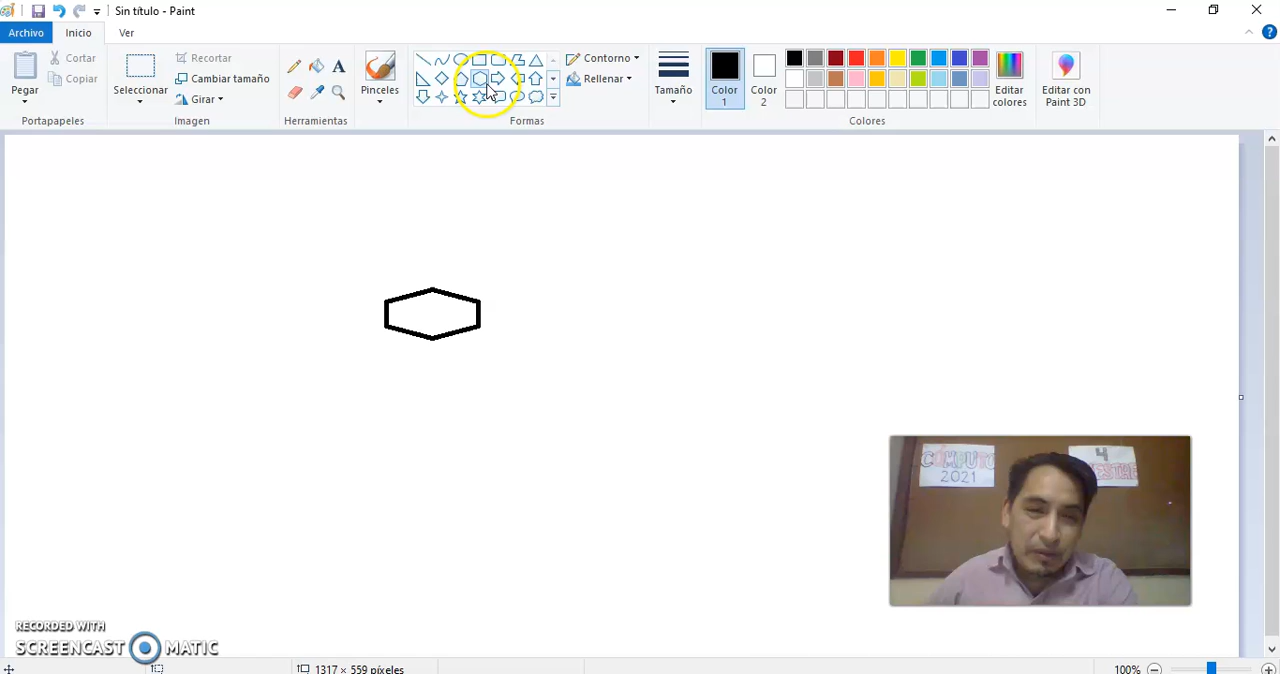 Sin título - Paint
Archivo Inicio Ver
Pegar
Cortar
Copiar
Portapapeles
Seleccionar
Recortar
Cambiar tamaño
Girar
Imagen
A
Herramientas
Pinceles
Contorno
Rellenar
Formas
Tamaño
Color 1
Color 2
Editar colores
Colores
Editar con Paint 3D
CÓMPUTO
2021
4
RECORDED WITH
SCREENCAST MATIC
1317 × 559 píxeles
100%